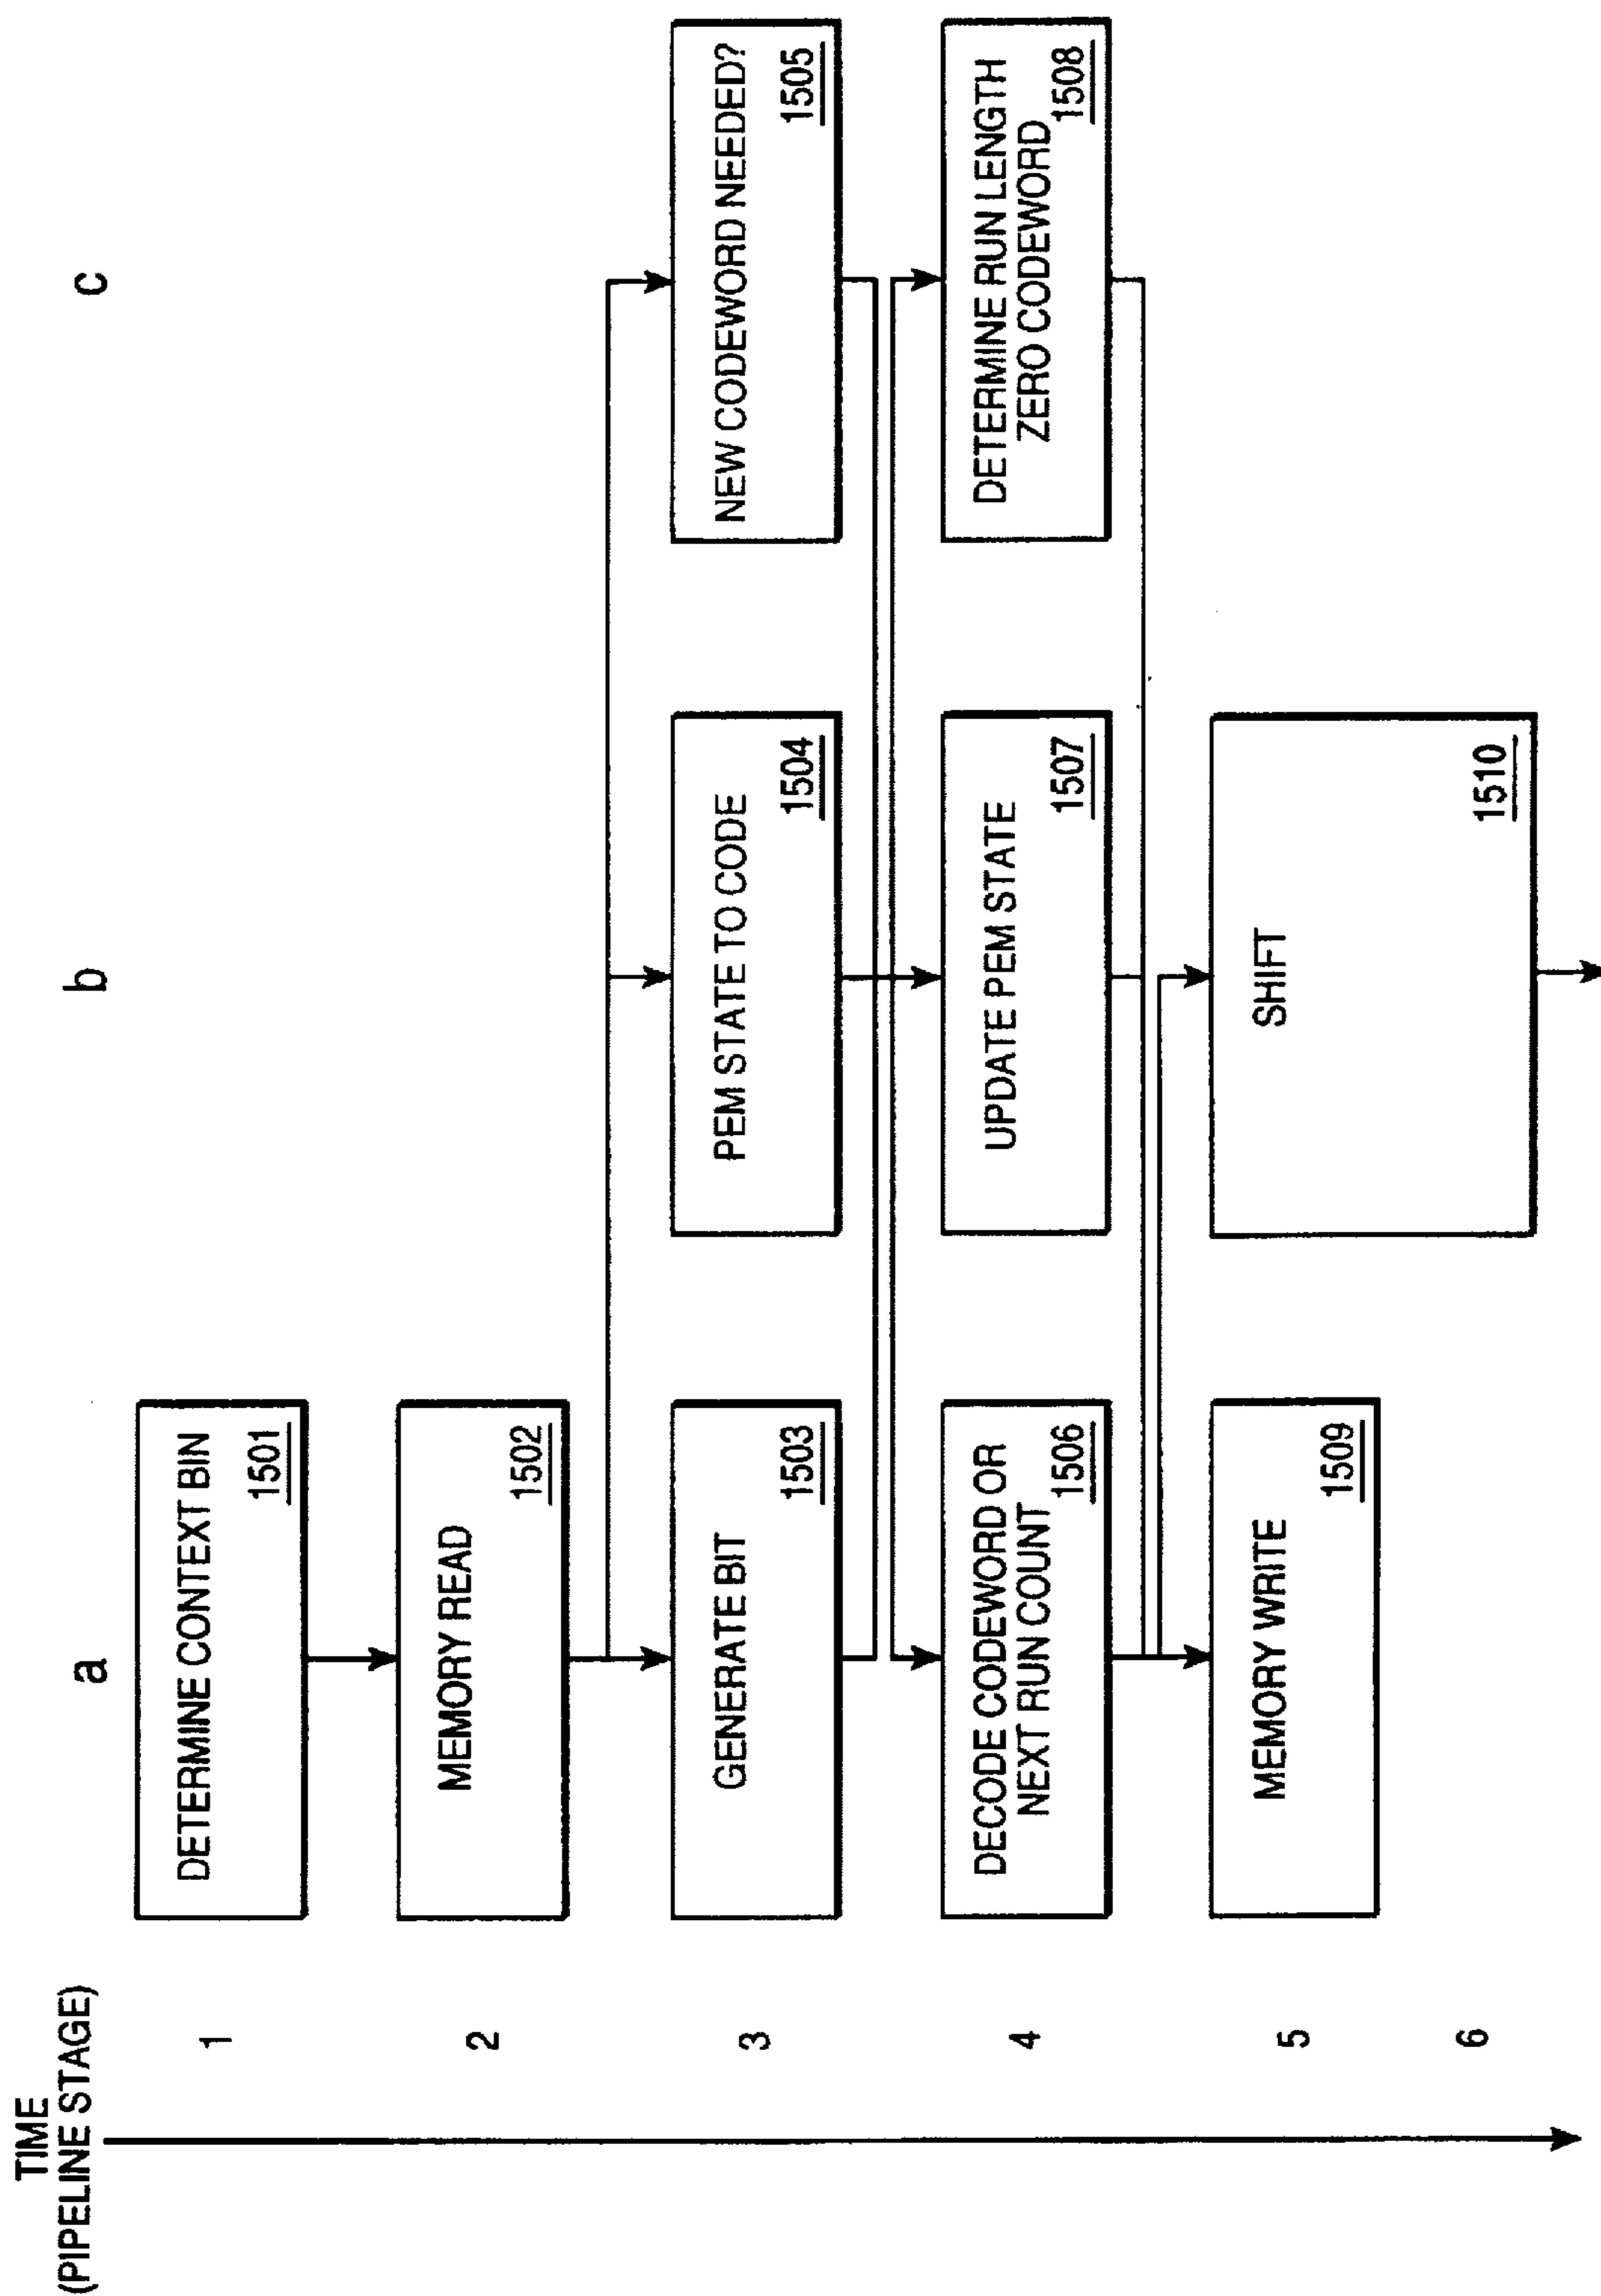 TIME
(PIPELINE STAGE)
a
b
c
1
DETERMINE CONTEXT BIN
1501
2
MEMORY READ
1502
3
GENERATE BIT
1503
PEM STATE TO CODE
1504
NEW CODEWORD NEEDED?
1505
4
DECODE CODEWORD OR
NEXT RUN COUNT
1506
UPDATE PEM STATE
1507
DETERMINE RUN LENGTH
ZERO CODEWORD
1508
5
MEMORY WRITE
1509
SHIFT
1510
6